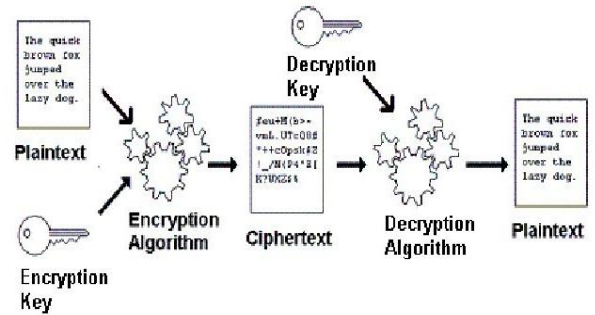 The quick
brown fox
jumped
over the
lazy dog.
Plaintext
Encryption
Key
Encryption
Algorithm
Ciphertext
Decryption
Key
Decryption
Algorithm
The quick
brown fox
jumped
over the
lazy dog.
Plaintext